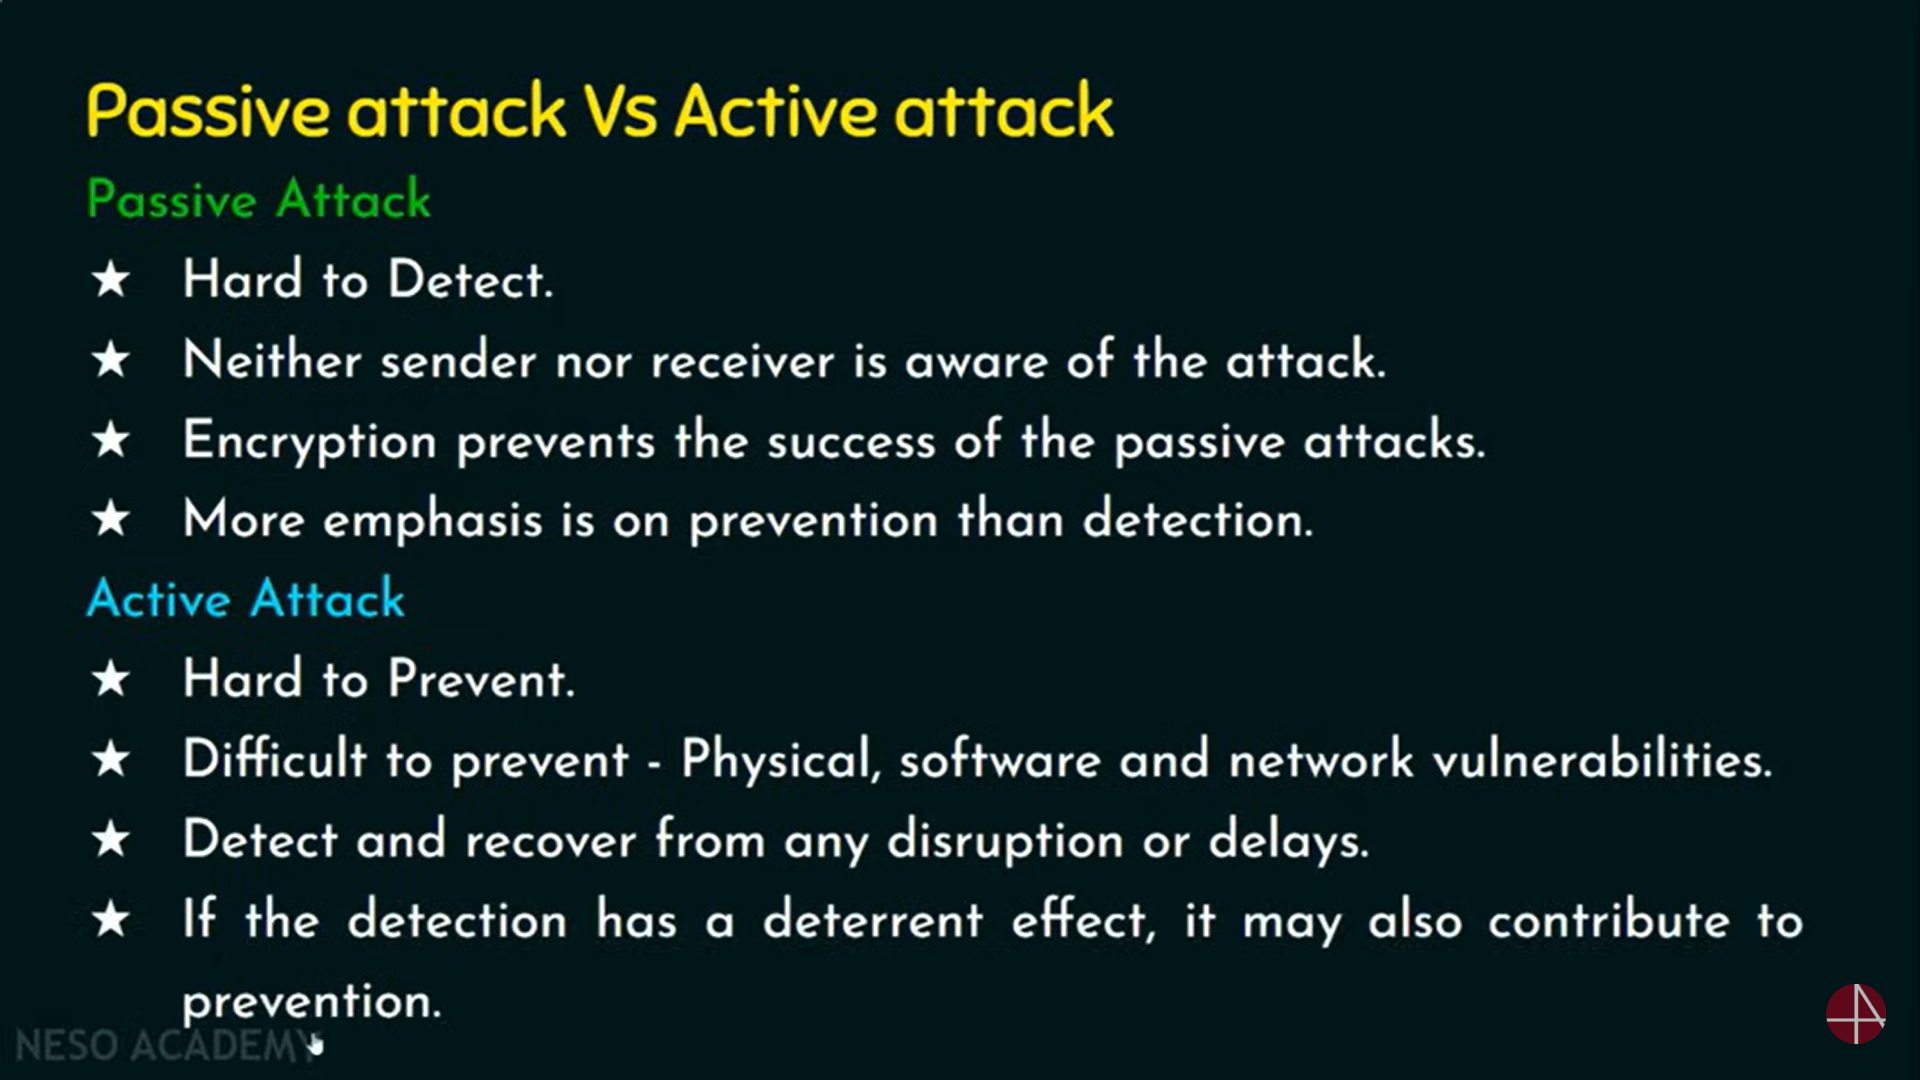 Passive attack Vs Active attack
Passive Attack
★ Hard to Detect.
★ Neither sender nor receiver is aware of the attack.
★ Encryption prevents the success of the passive attacks.
★ More emphasis is on prevention than detection.
Active Attack
★ Hard to Prevent.
★ Difficult to prevent - Physical, software and network vulnerabilities.
★ Detect and recover from any disruption or delays.
★ If the detection has a deterrent effect, it may also contribute to
prevention.
NESO ACADEMY